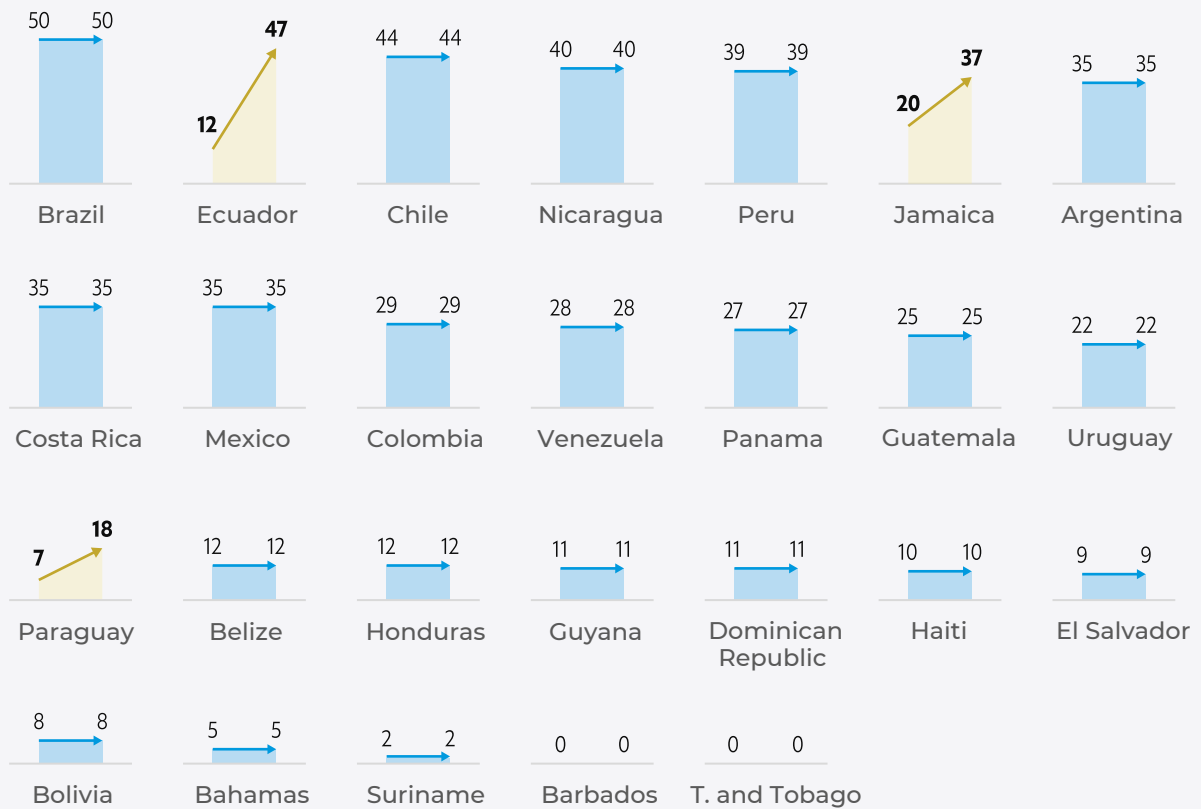 50 50
47
12
44 44
40 40
39 39
37
20
35 35
Brazil
Ecuador
Chile
Nicaragua
Peru
Jamaica
Argentina
35 35
35 35
29 29
28 28
27 27
25 25
22 22
Costa Rica
Mexico
Colombia
Venezuela
Panama
Guatemala
Uruguay
18
7
12 12
12 12
11 11
11 11
10 10
9 9
Paraguay
Belize
Honduras
Guyana
Dominican
Republic
Haiti
El Salvador
8 8
5 5
2 2
0 0
0 0
Bolivia
Bahamas
Suriname
Barbados
T. and Tobago